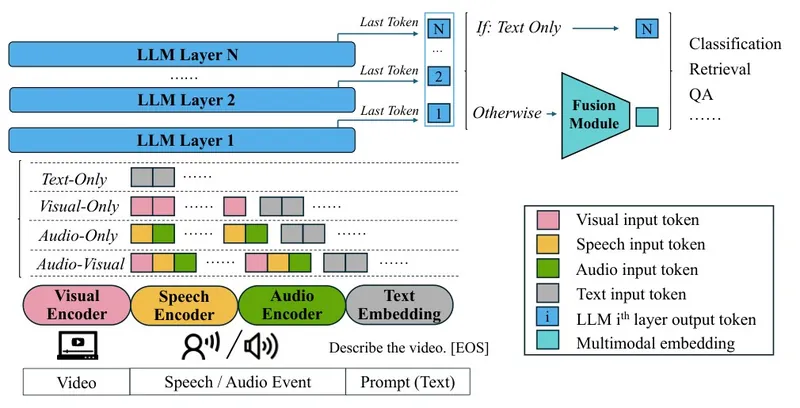 LLM Layer N
......
LLM Layer 2
LLM Layer 1
Last Token
Last Token
Last Token
N
...
2
1
If: Text Only
N
Otherwise
Fusion
Module
Classification
Retrieval
QA
......
Text-Only
......
Visual-Only
......
......
Audio-Only
......
......
Audio-Visual
......
......
Visual
Encoder
Speech
Encoder
Audio
Encoder
Text
Embedding
Describe the video. [EOS]
Video
Speech / Audio Event
Prompt (Text)
Visual input token
Speech input token
Audio input token
Text input token
i
LLM ith layer output token
Multimodal embedding